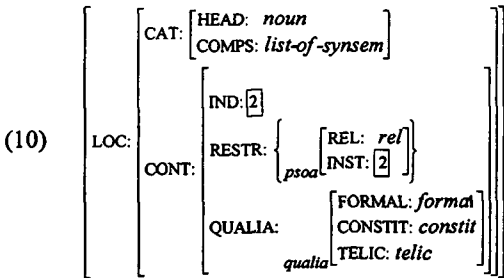 HEAD: noun
CAT: COMPS: list-of-synsem
IND: 2
(10) LOC: RESTR: { psoa REL: rel
INST: 2 }
CONT:
FORMAL: formal
QUALIA: CONSTIT: constit
qualia TELIC: telic